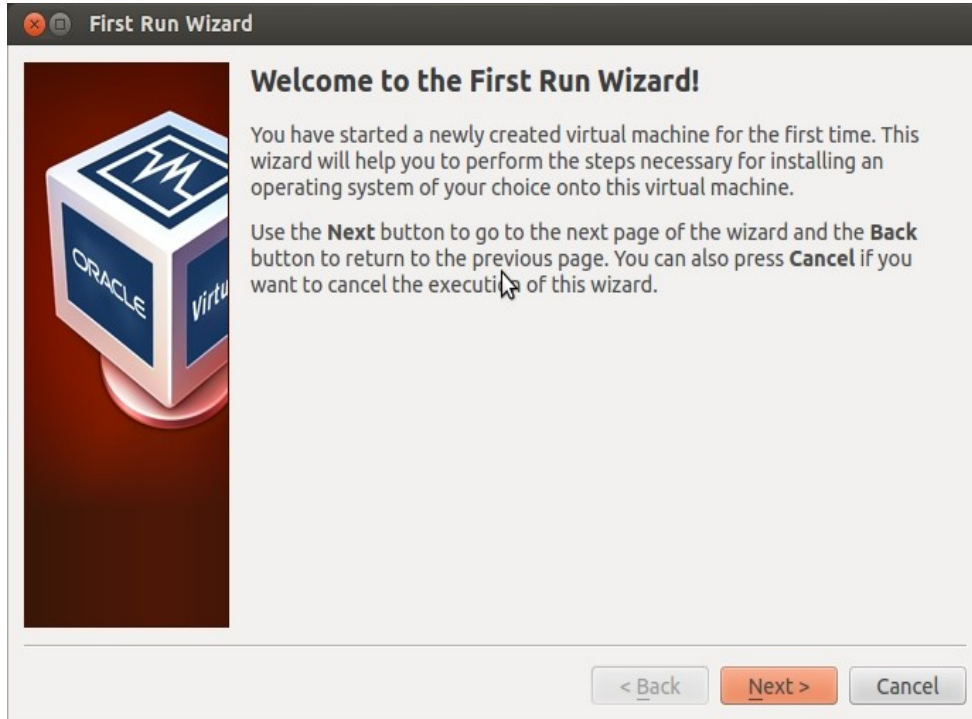 First Run Wizard
Welcome to the First Run Wizard!
You have started a newly created virtual machine for the first time. This
wizard will help you to perform the steps necessary for installing an
operating system of your choice onto this virtual machine.
Use the Next button to go to the next page of the wizard and the Back
button to return to the previous page. You can also press Cancel if you
want to cancel the execution of this wizard.
ORACLE
Virtu
< Back
Next >
Cancel